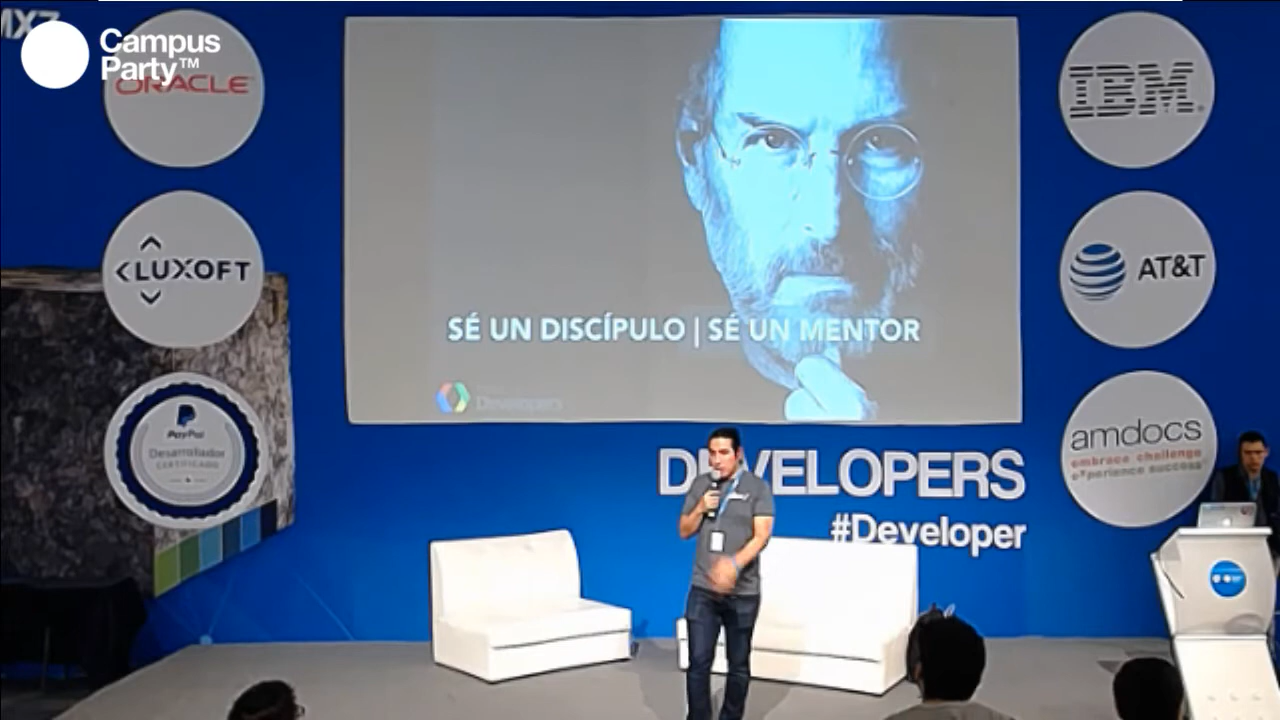 Campus
Party™
ORACLE
LUXOFT
PayPal
Desarrollador
CERTIFICADO
SÉ UN DISCÍPULO | SÉ UN MENTOR
Developers
DEVELOPERS
#Developer
IBM
AT&T
amdocs
embrace challenge
experience success